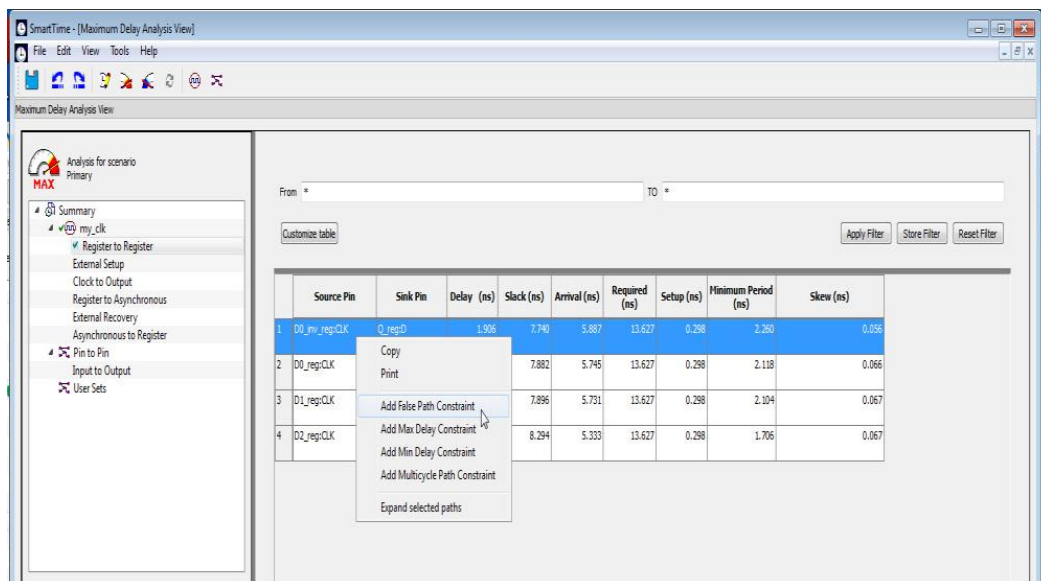 SmartTime - [Maximum Delay Analysis View]
File Edit View Tools Help
Maximum Delay Analysis View
MAX
Analysis for scenario
Primary
Summary
my_clk
Register to Register
External Setup
Clock to Output
Register to Asynchronous
External Recovery
Asynchronous to Register
Pin to Pin
Input to Output
User Sets
From * TO *
Customize table Apply Filter Store Filter Reset Filter
Source Pin Sink Pin Delay (ns) Slack (ns) Arrival (ns) Required (ns) Setup (ns) Minimum Period (ns) Skew (ns)
1 D0_inv_reg:CLK Q_reg:D 1.906 7.740 5.887 13.627 0.298 2.260 0.056
2 D0_reg:CLK 7.882 5.745 13.627 0.298 2.118 0.066
3 D1_reg:CLK 7.896 5.731 13.627 0.298 2.104 0.067
4 D2_reg:CLK 8.294 5.333 13.627 0.298 1.706 0.067
Copy
Print
Add False Path Constraint
Add Max Delay Constraint
Add Min Delay Constraint
Add Multicycle Path Constraint
Expand selected paths